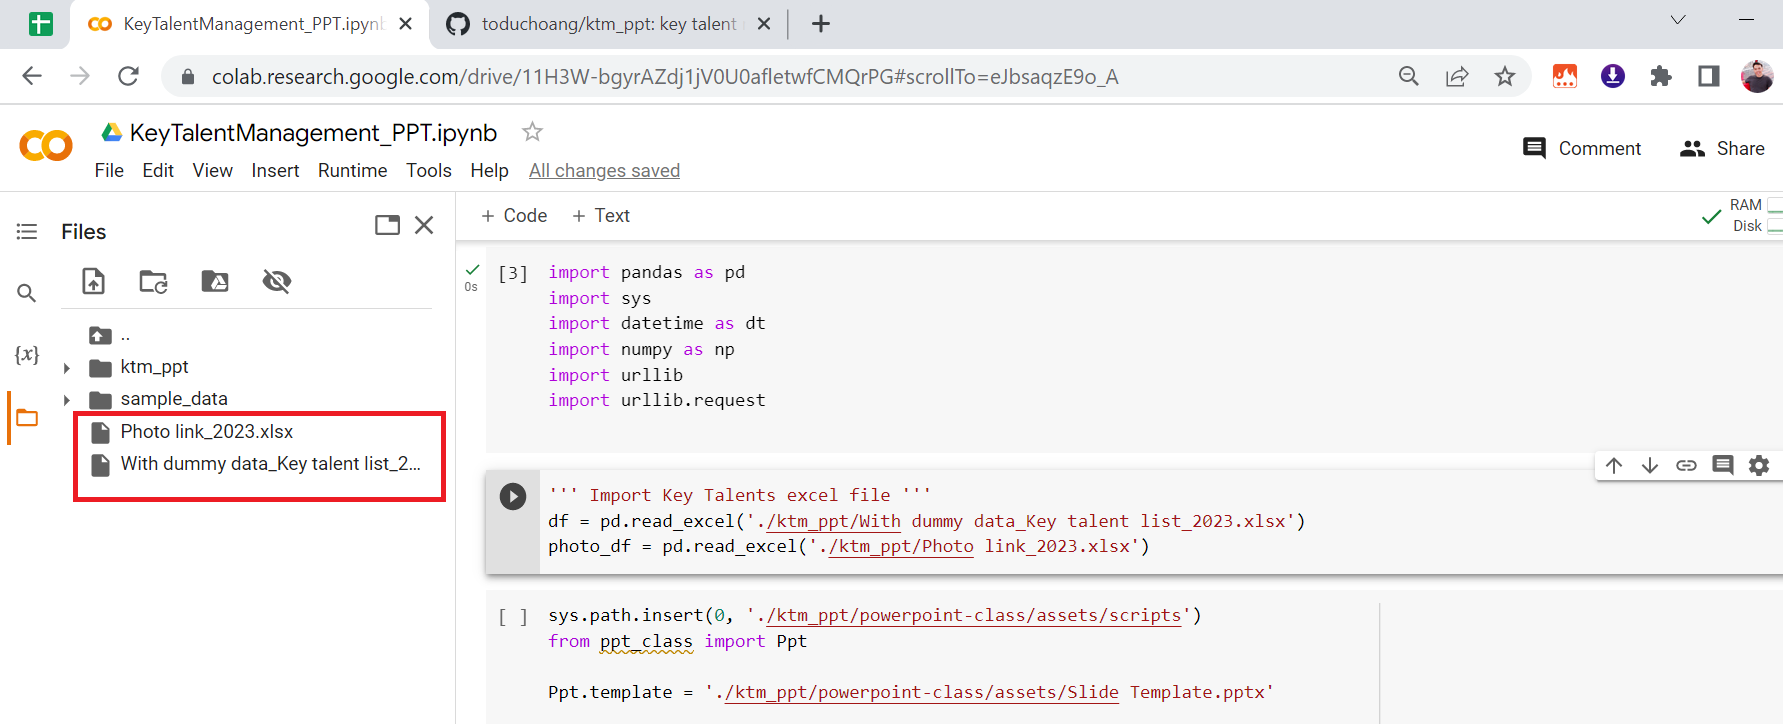 KeyTalentManagement_PPT.ipynb
toduchoang/ktm_ppt: key talent
colab.research.google.com/drive/11H3W-bgyrAZdj1jV0U0afletwfCMQrPG#scrollTo=eJbsaqzE9o_A
KeyTalentManagement_PPT.ipynb
File Edit View Insert Runtime Tools Help All changes saved
Comment Share
Files
..
ktm_ppt
sample_data
Photo link_2023.xlsx
With dummy data_Key talent list_2...
{x}
+ Code + Text
RAM
Disk
0s
[3] import pandas as pd
import sys
import datetime as dt
import numpy as np
import urllib
import urllib.request
''' Import Key Talents excel file '''
df = pd.read_excel('./ktm_ppt/With dummy data_Key talent list_2023.xlsx')
photo_df = pd.read_excel('./ktm_ppt/Photo link_2023.xlsx')
[ ] sys.path.insert(0, './ktm_ppt/powerpoint-class/assets/scripts')
from ppt_class import Ppt
Ppt.template = './ktm_ppt/powerpoint-class/assets/Slide Template.pptx'